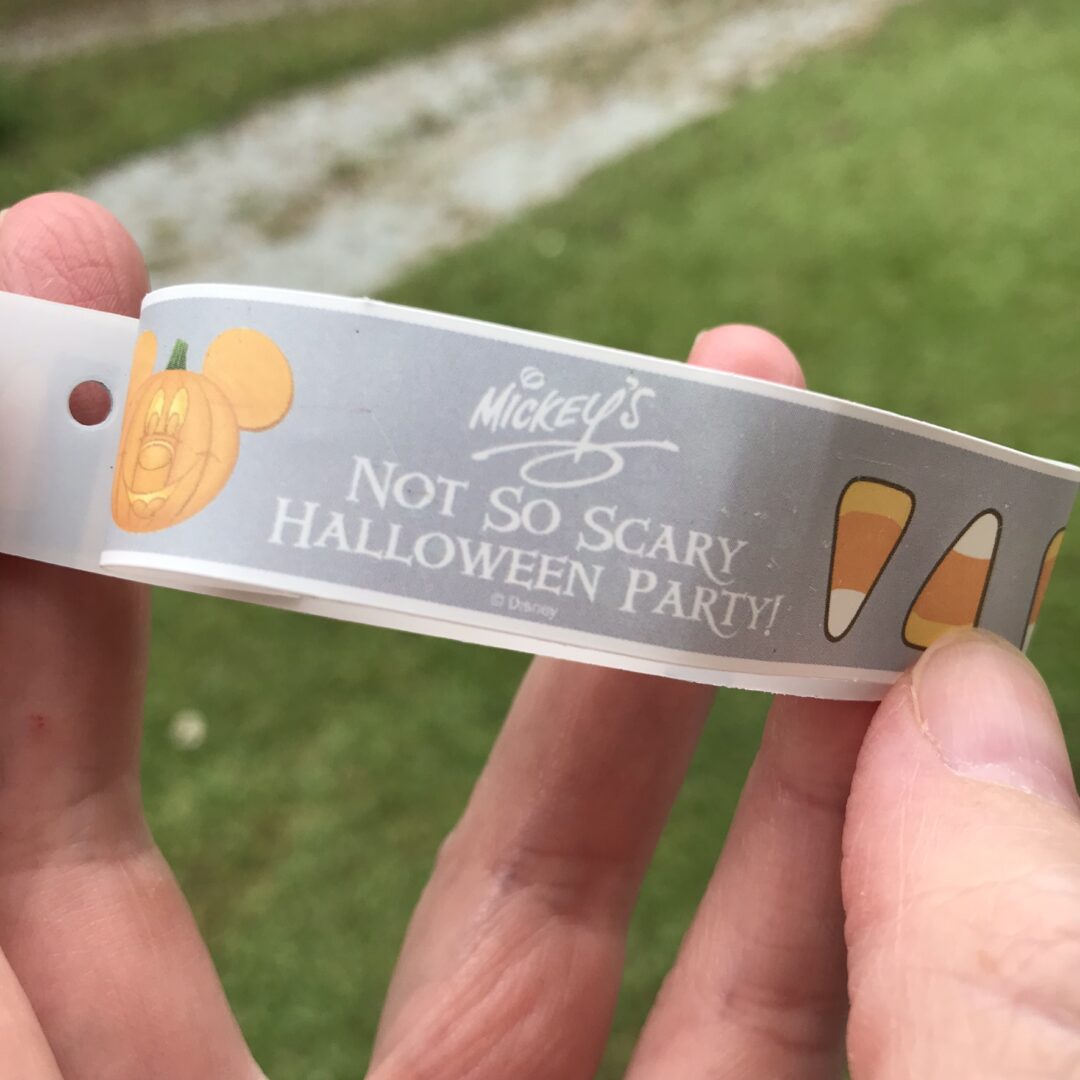 MICKEY'S
NOT SO SCARY
HALLOWEEN PARTY!
© Disney